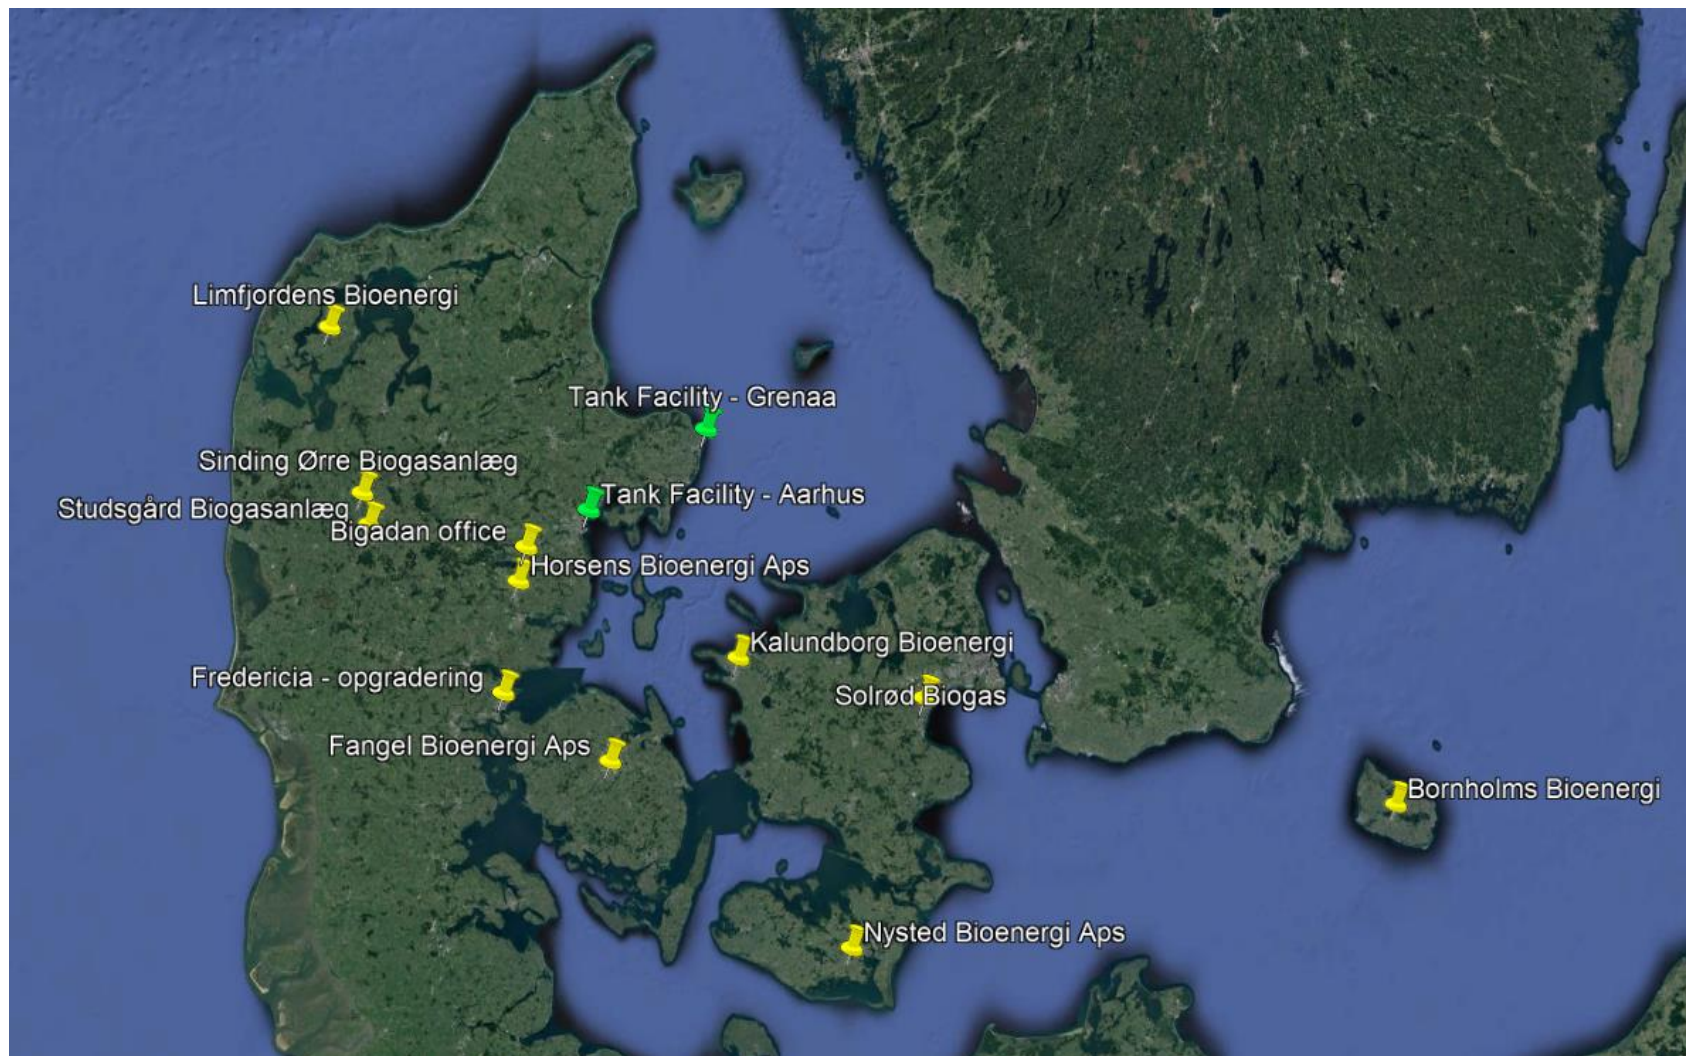 Limfjordens Bioenergi
Tank Facility - Grenaa
Sinding Ørre Biogasanlæg
Tank Facility - Aarhus
Studsgård Biogasanlæg
Bigadan office
Horsens Bioenergi Aps
Kalundborg Bioenergi
Fredericia - opgradering
Solrød Biogas
Fangel Bioenergi Aps
Bornholms Bioenergi
Nysted Bioenergi Aps